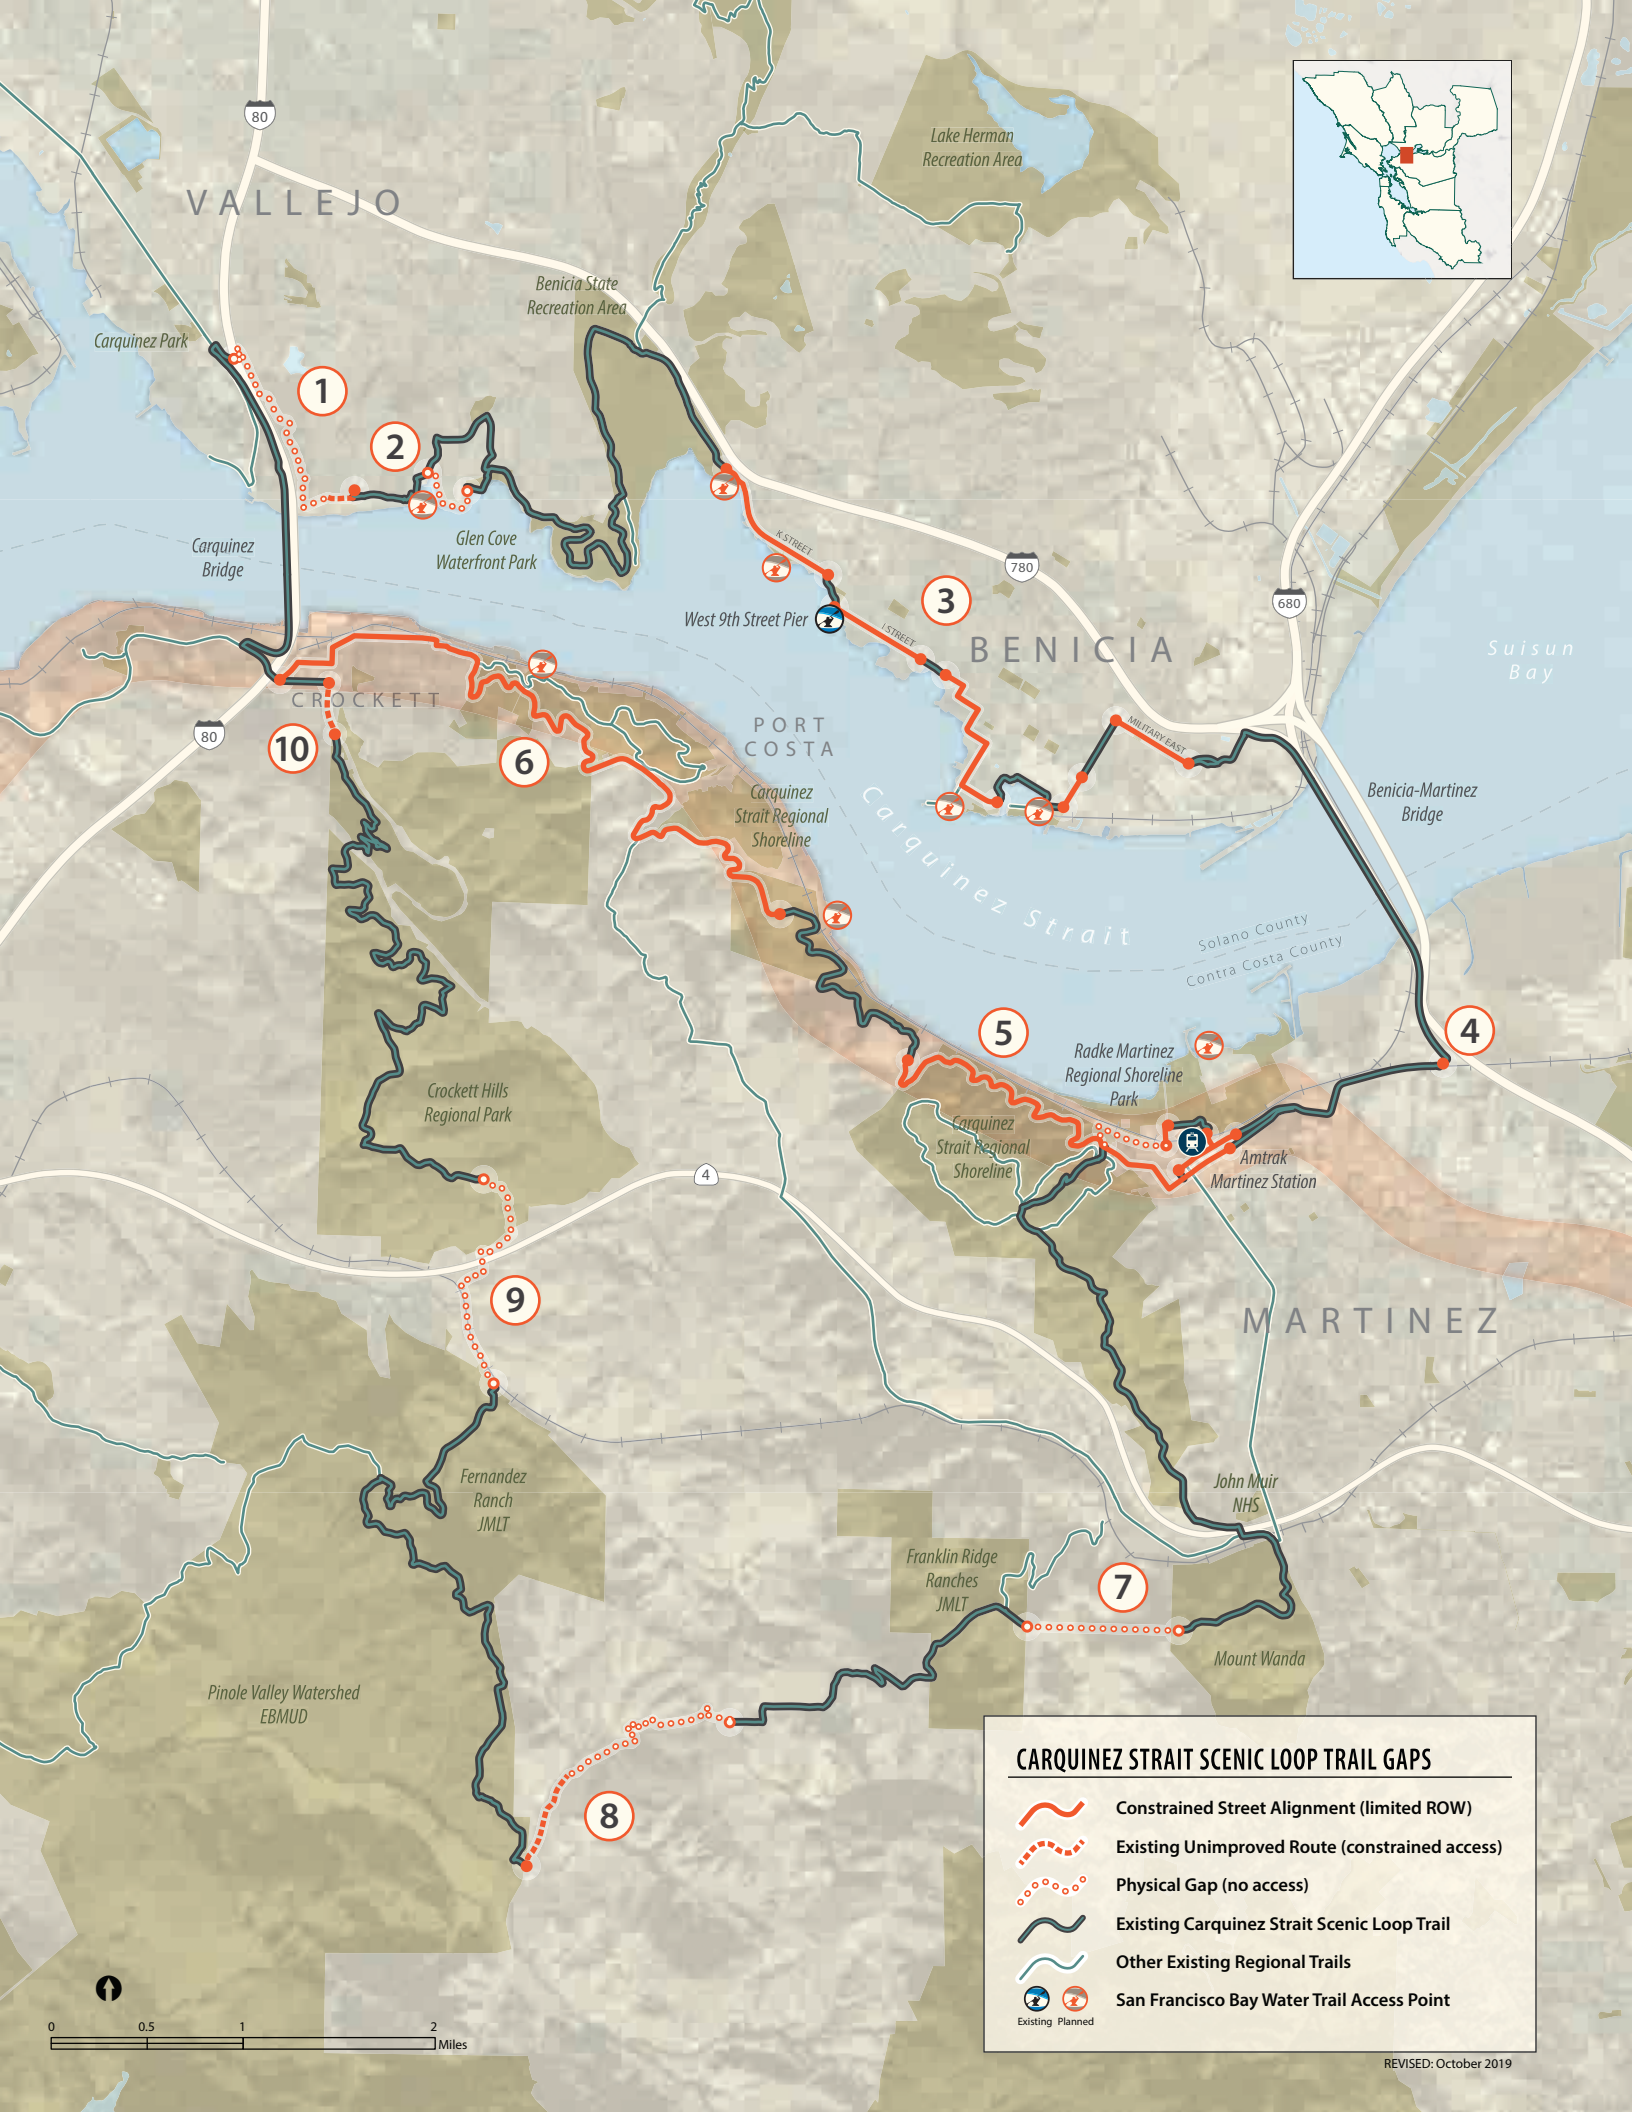 80
VALLEJO
Lake Herman
Recreation Area
Benicia State
Recreation Area
Carquinez Park
1
2
Glen Cove
Waterfront Park
Carquinez
Bridge
K STREET
780
680
3
West 9th Street Pier
I STREET
BENICIA
Suisun
Bay
CROCKETT
80
10
6
PORT
COSTA
MILITARY EAST
Carquinez
Strait Regional
Shoreline
Benicia-Martinez
Bridge
Carquinez Strait
Solano County
Contra Costa County
5
4
Radke Martinez
Regional Shoreline
Park
Crockett Hills
Regional Park
Carquinez
Strait Regional
Shoreline
Amtrak
Martinez Station
4
9
MARTINEZ
Fernandez
Ranch
JMLT
John Muir
NHS
Franklin Ridge
Ranches
JMLT
7
Mount Wanda
Pinole Valley Watershed
EBMUD
8
CARQUINEZ STRAIT SCENIC LOOP TRAIL GAPS
Constrained Street Alignment (limited ROW)
Existing Unimproved Route (constrained access)
Physical Gap (no access)
Existing Carquinez Strait Scenic Loop Trail
Other Existing Regional Trails
San Francisco Bay Water Trail Access Point
Existing Planned
0 0.5 1 2
Miles
REVISED: October 2019